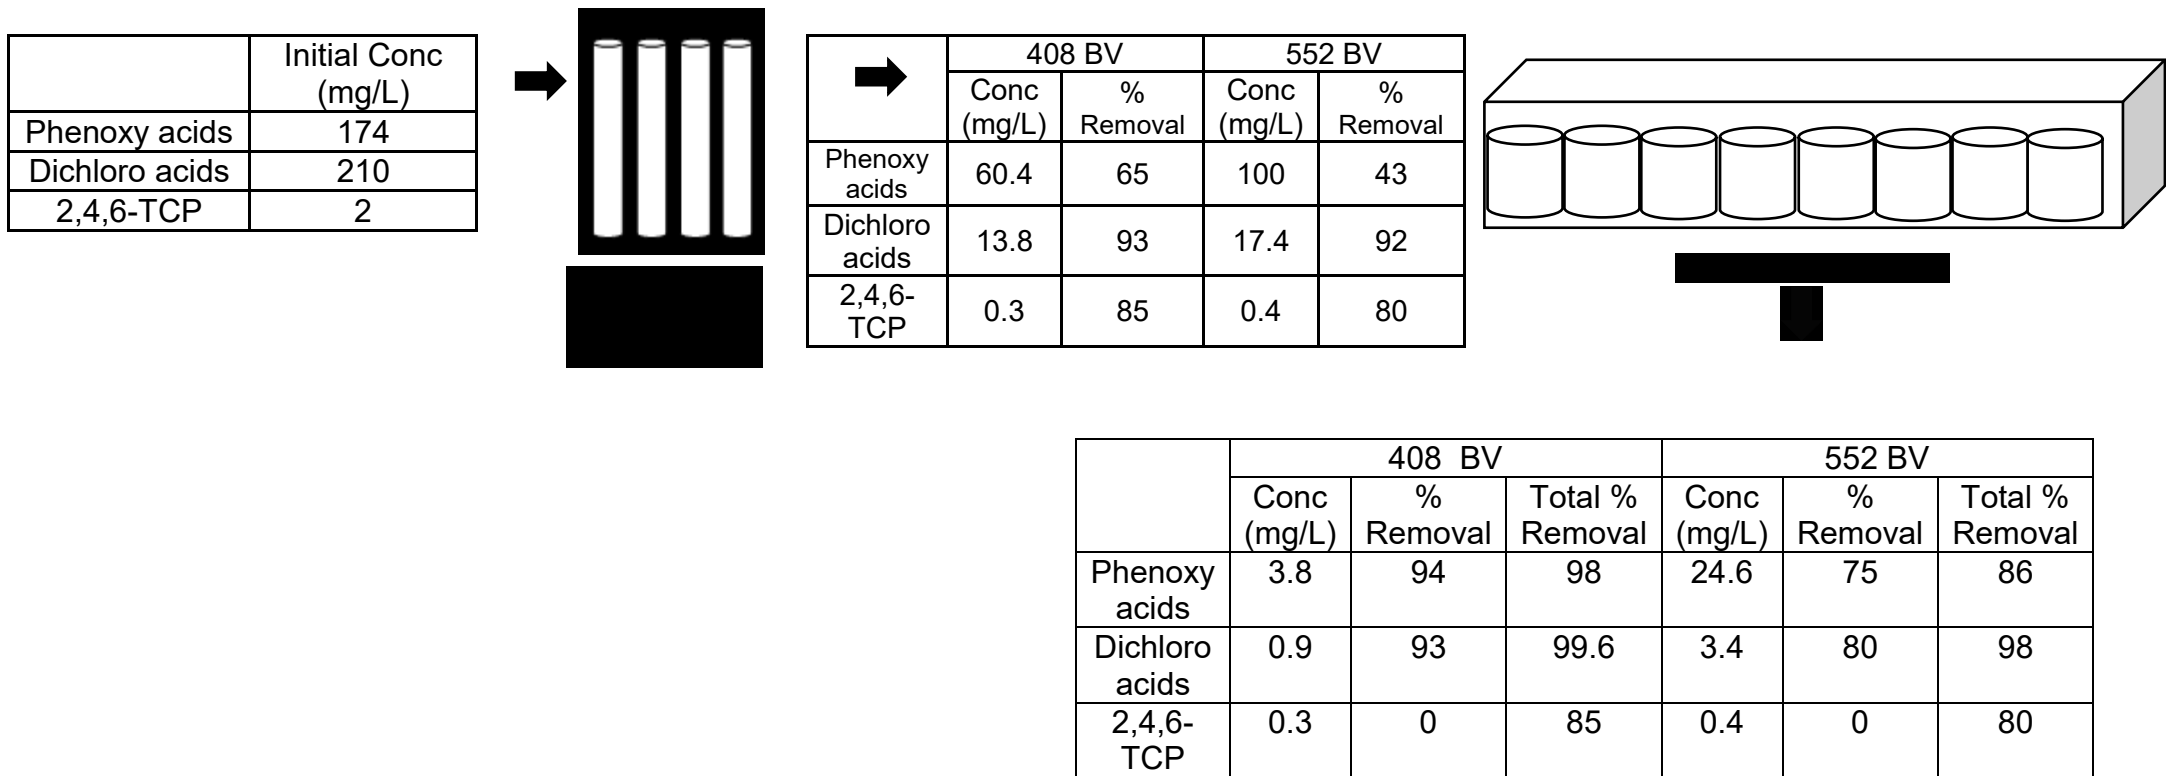 Initial Conc
(mg/L)
Phenoxy acids 174
Dichloro acids 210
2,4,6-TCP 2
408 BV 552 BV
Conc
(mg/L) %
Removal Conc
(mg/L) %
Removal
Phenoxy
acids 60.4 65 100 43
Dichloro
acids 13.8 93 17.4 92
2,4,6-
TCP 0.3 85 0.4 80
408 BV 552 BV
Conc
(mg/L) %
Removal Total %
Removal Conc
(mg/L) %
Removal Total %
Removal
Phenoxy
acids 3.8 94 98 24.6 75 86
Dichloro
acids 0.9 93 99.6 3.4 80 98
2,4,6-
TCP 0.3 0 85 0.4 0 80